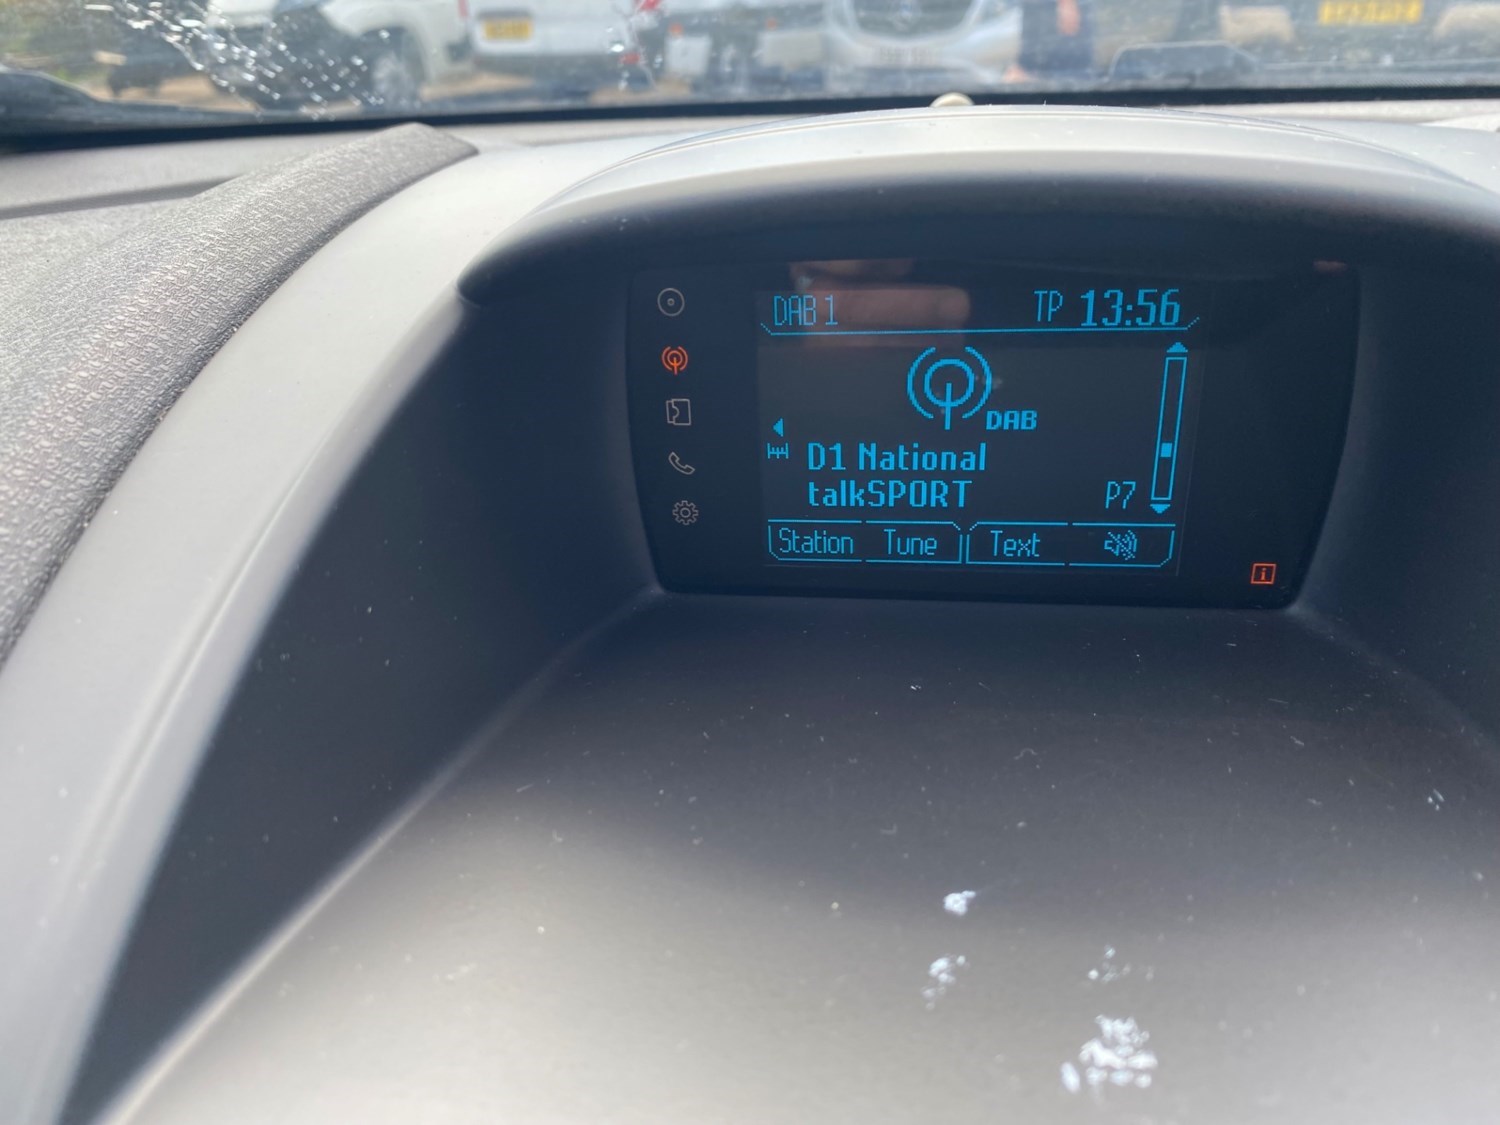 DAB 1 TP 13:56
DAB
D1 National
talkSPORT P7
Station Tune Text
i